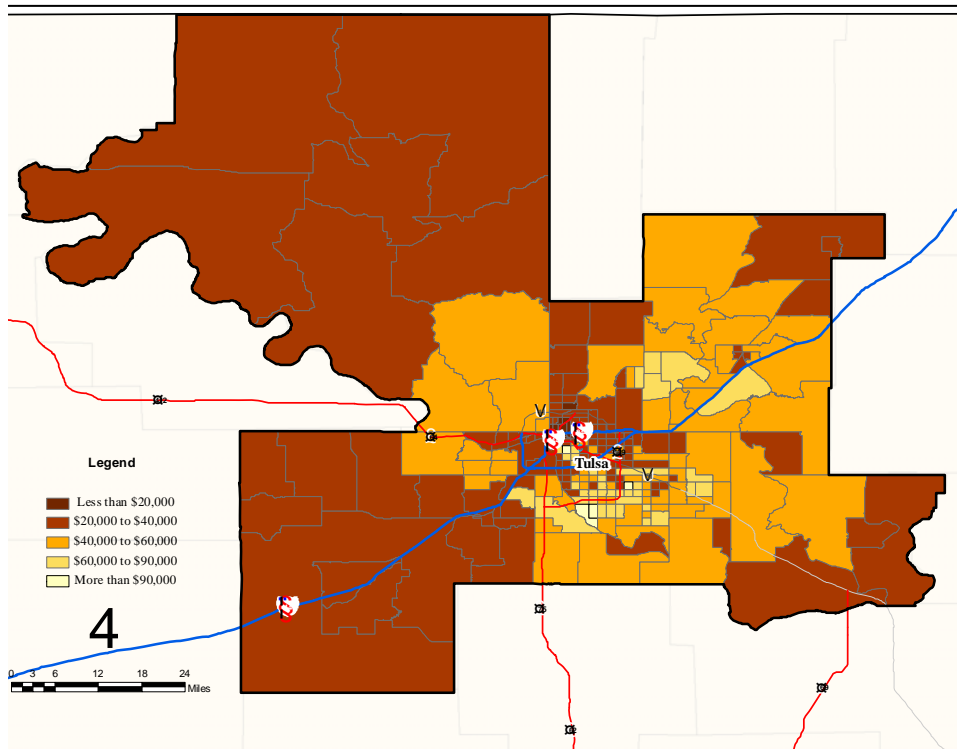 V
Tulsa
V
Legend
Less than $20,000
$20,000 to $40,000
$40,000 to $60,000
$60,000 to $90,000
More than $90,000
4
0 3 6 12 18 24
Miles